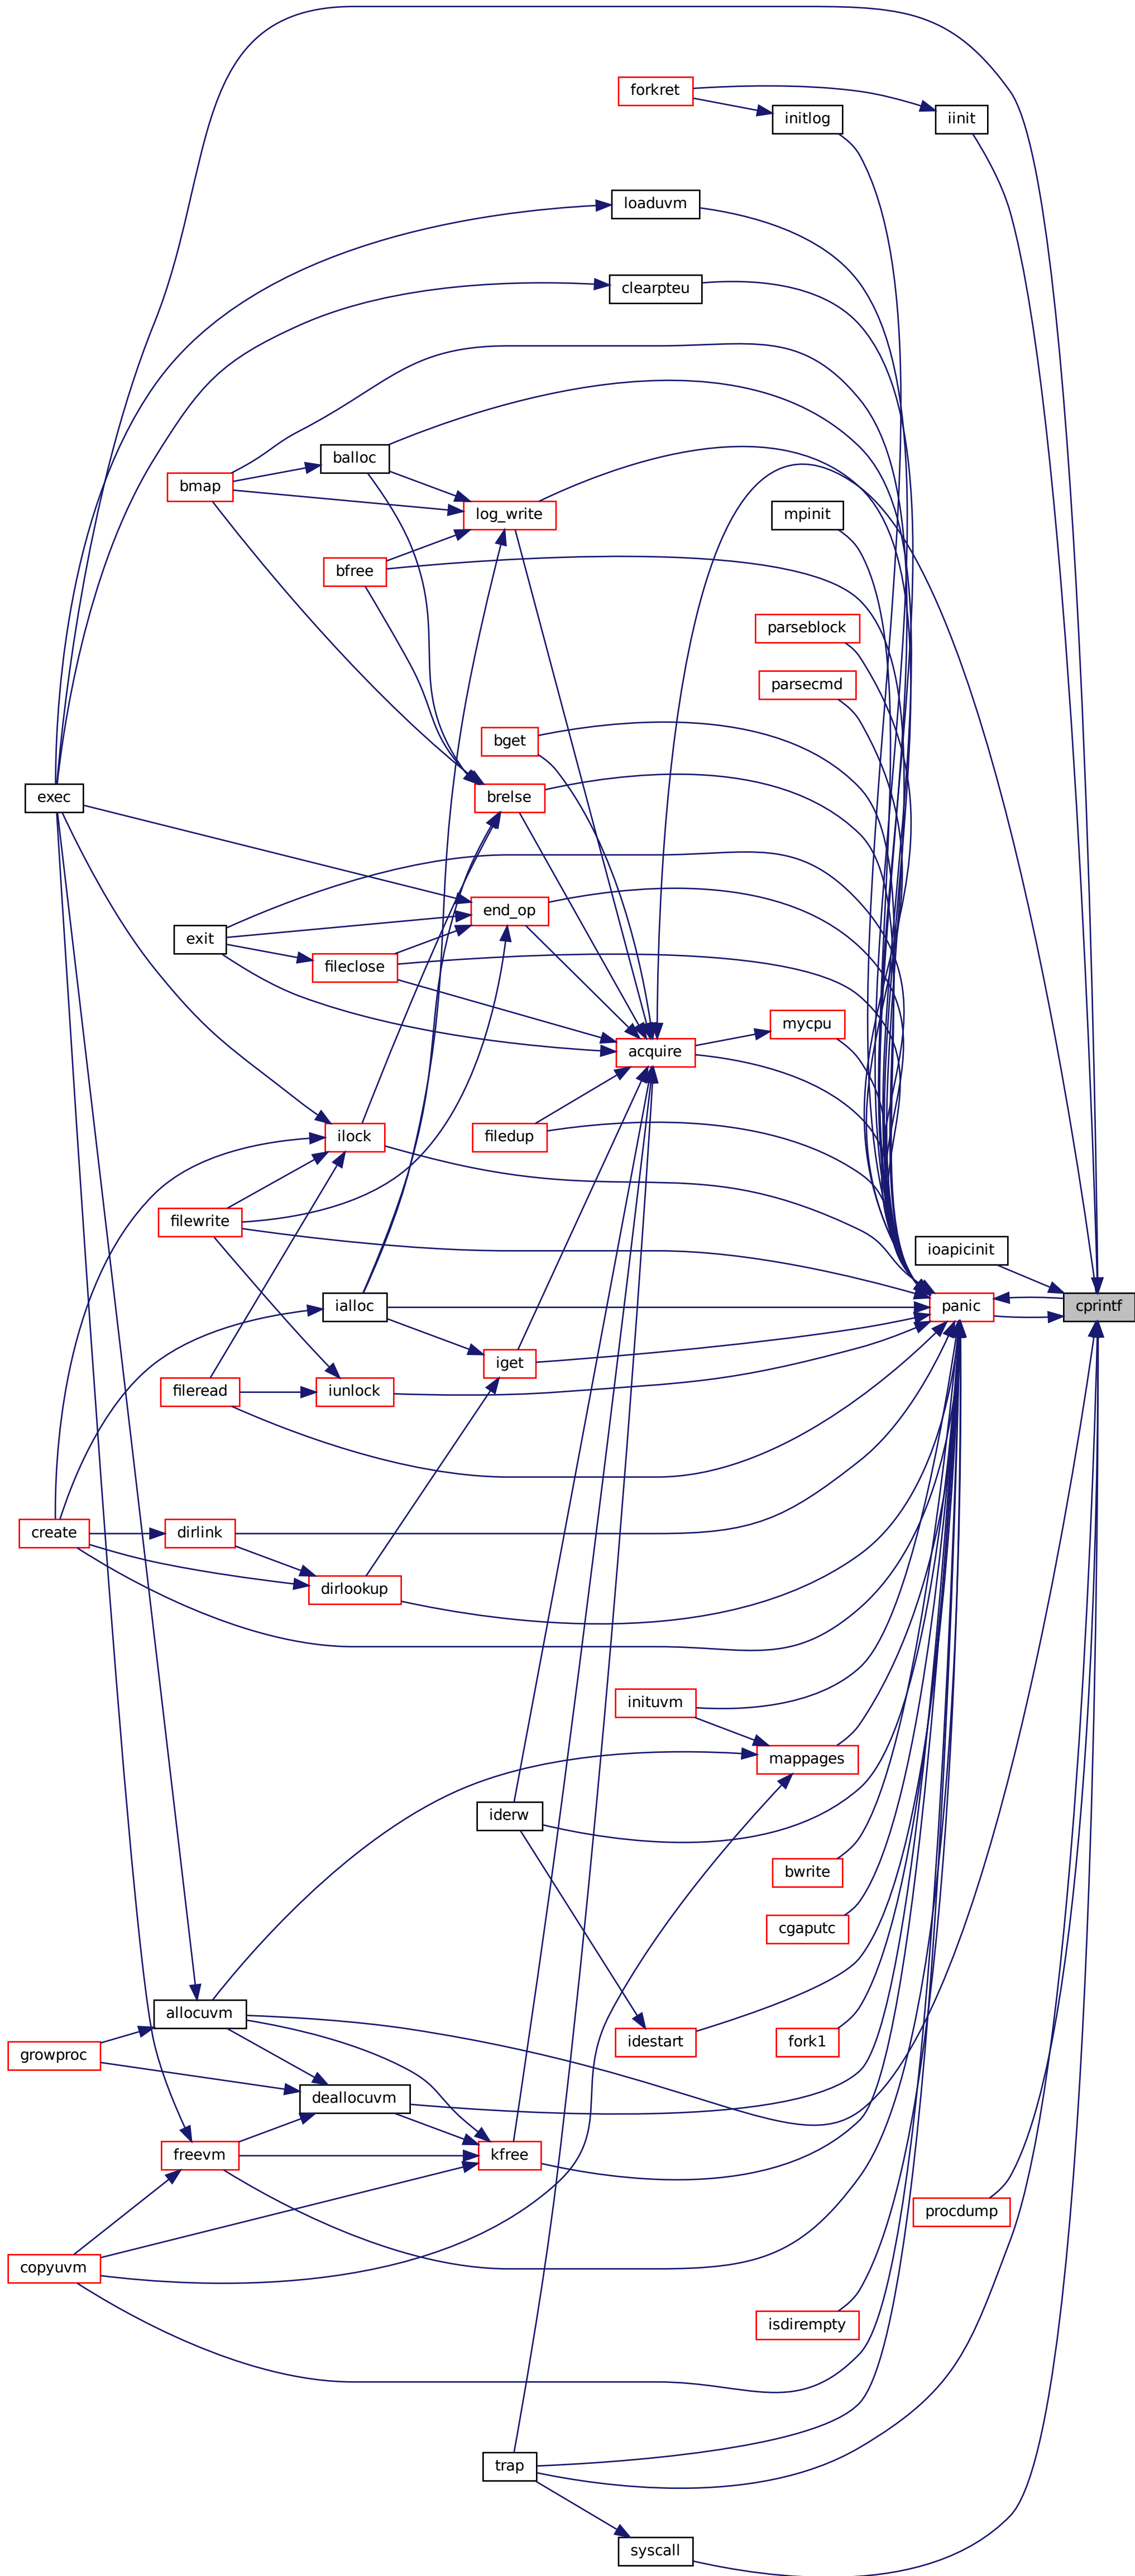 forkret
initlog
iinit
loaduvm
clearpteu
balloc
bmap
log_write
mpinit
bfree
parseblock
parsecmd
bget
exec
brelse
end_op
exit
fileclose
mycpu
acquire
filedup
ilock
filewrite
ioapicinit
ialloc
panic
cprintf
iget
fileread
iunlock
create
dirlink
dirlookup
inituvm
mappages
iderw
bwrite
cgaputc
allocuvm
growproc
idestart
fork1
deallocuvm
freevm
kfree
procdump
copyuvm
isdirempty
trap
syscall